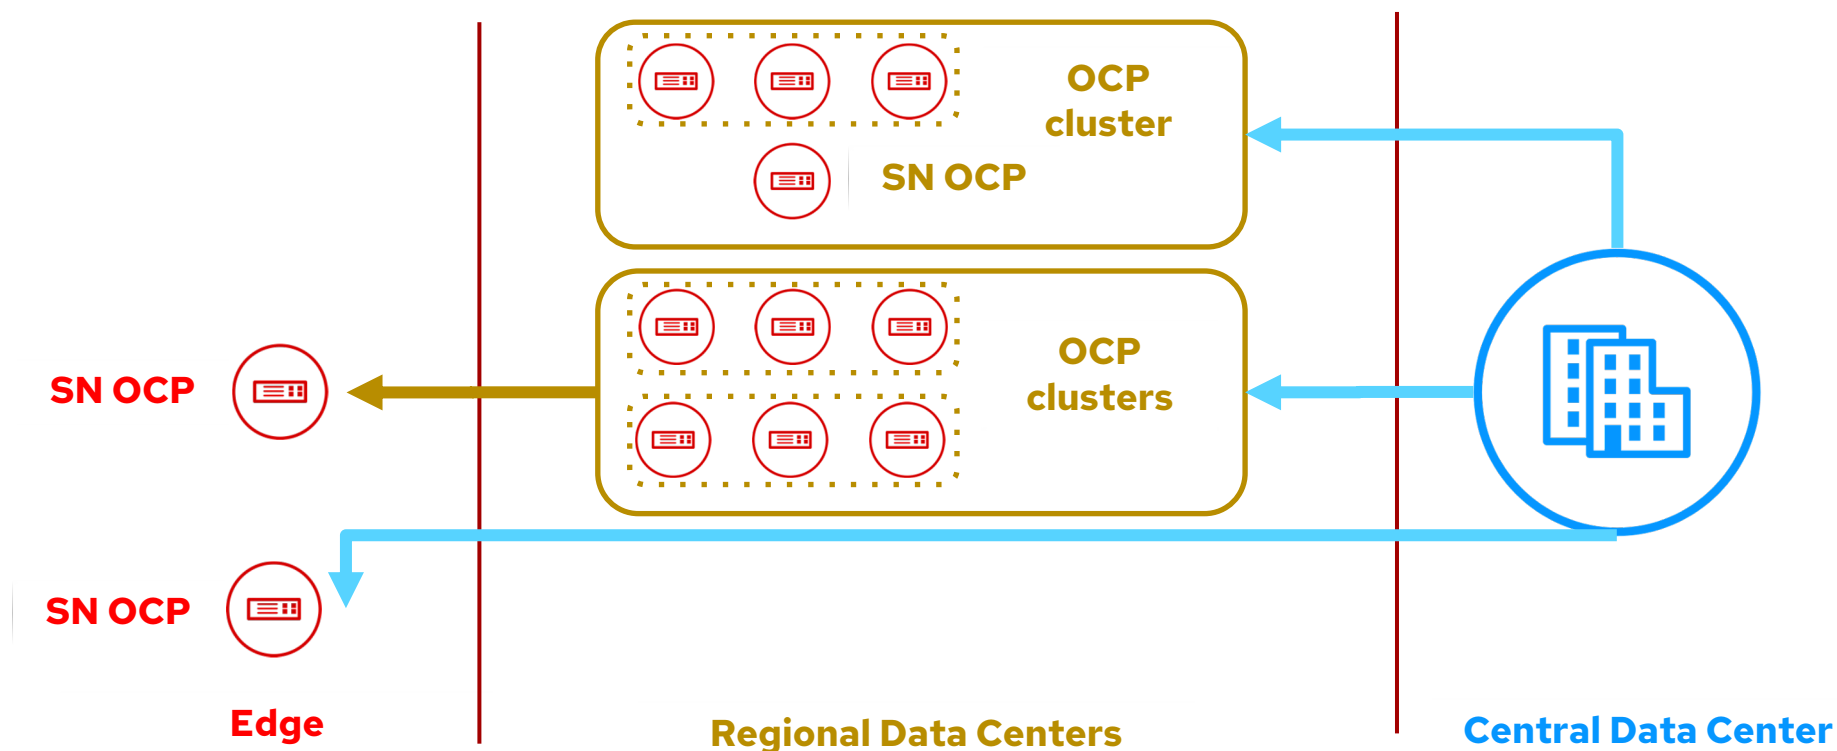 OCP
cluster
SN OCP
OCP
clusters
SN OCP
SN OCP
Edge
Regional Data Centers
Central Data Center